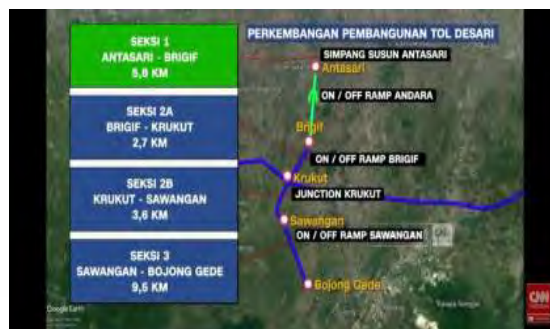 PERKEMBANGAN PEMBANGUNAN TOL DESARI
SEKSI 1
ANTASARI - BRIGIF
5,8 KM
SEKSI 2A
BRIGIF - KRUKUT
2,7 KM
SEKSI 2B
KRUKUT - SAWANGAN
3,6 KM
SEKSI 3
SAWANGAN - BOJONG GEDE
9,5 KM
SIMPANG SUSUN ANTASARI
Antasari
ON / OFF RAMP ANDARA
Brigif
ON / OFF RAMP BRIGIF
Krukut
JUNCTION KRUKUT
Sawangan
ON / OFF RAMP SAWANGAN
Bojong Gede
Google Earth
CNN